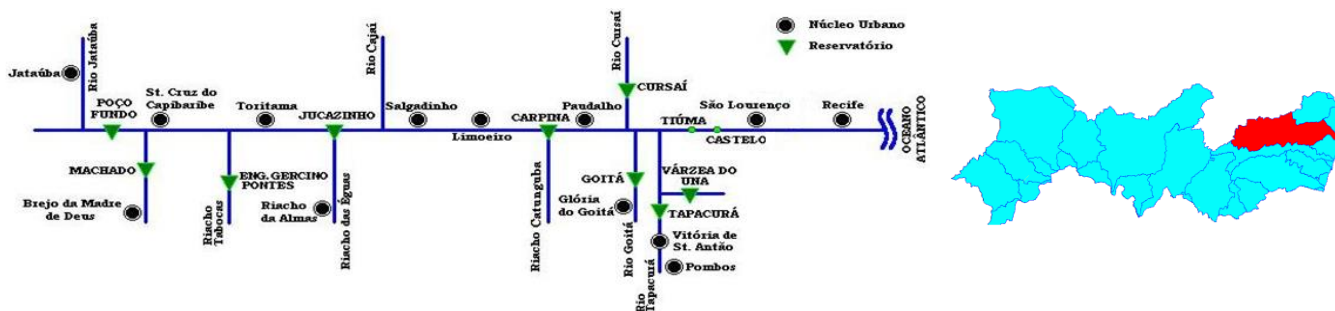 Núcleo Urbano
Reservatório
Jataúba
Rio Jataúba
POÇO
FUNDO
St. Cruz do
Capibaribe
MACHADO
Brejo da Madre
de Deus
Toritama
ENG. GERCINO
PONTES
Riacho
Tabocas
JUCAZINHO
Riacho
da Almas
Riacho das Éguas
Rio Cajaí
Salgadinho
Limoeiro
CARPINA
Riacho Catunguba
Paudalho
Rio Cursaí
CURSAÍ
GOITÁ
Glória
do Goitá
Rio Goitá
TIÚMA
CASTELO
São Lourenço
Recife
OCEANO
ATLÂNTICO
VÁRZEA DO
UNA
TAPACURÁ
Vitória de
St. Antão
Pombos
Rio
Tapacurá